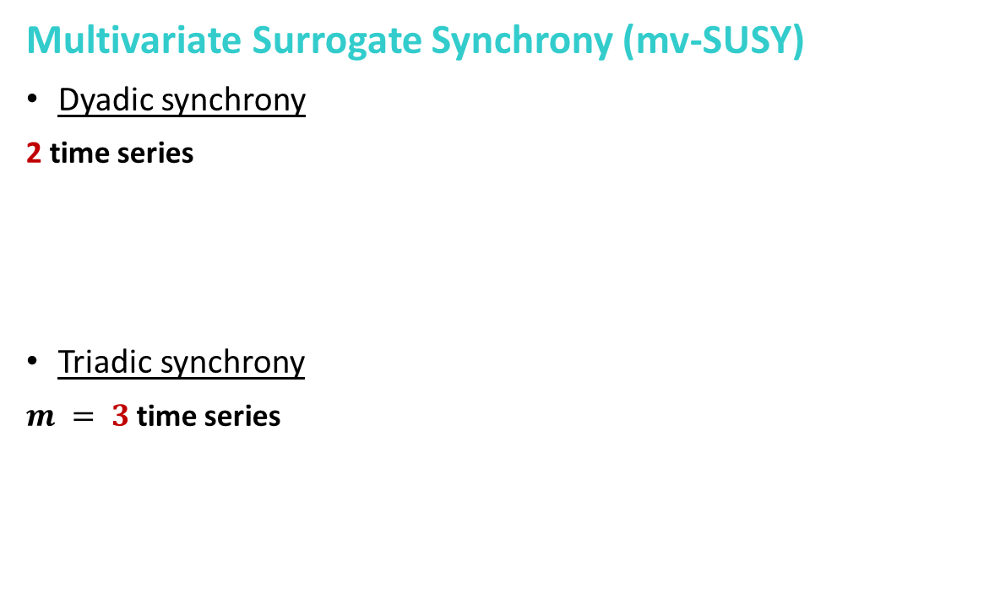 Multivariate Surrogate Synchrony (mv-SUSY)
• Dyadic synchrony
2 time series
• Triadic synchrony
m = 3 time series